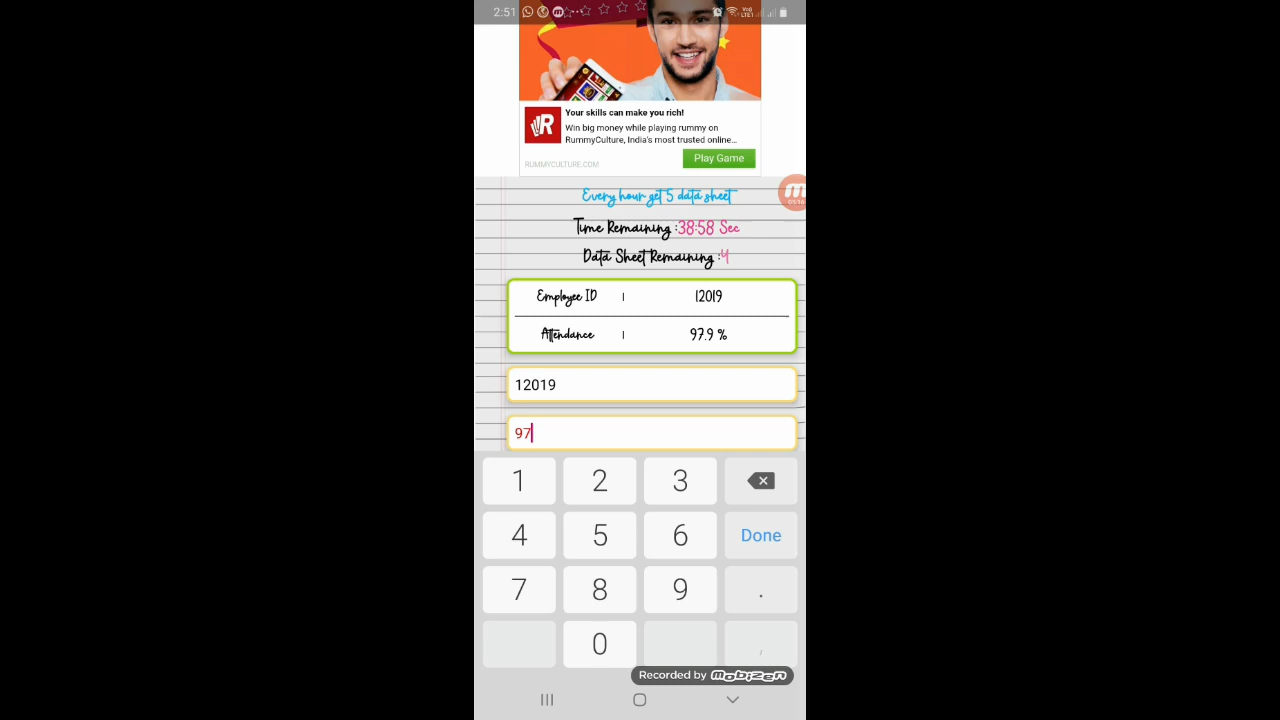 2:51
Your skills can make you rich!
Win big money while playing rummy on
RummyCulture, India's most trusted online...
RUMMYCULTURE.COM
Play Game
Every hour get 5 data sheet
Time Remaining :38:58 Sec
Data Sheet Remaining :4
Employee ID | 12019
Attendance | 97.9 %
12019
97
1 2 3
4 5 6 Done
7 8 9 .
0 ,
Recorded by mobizen